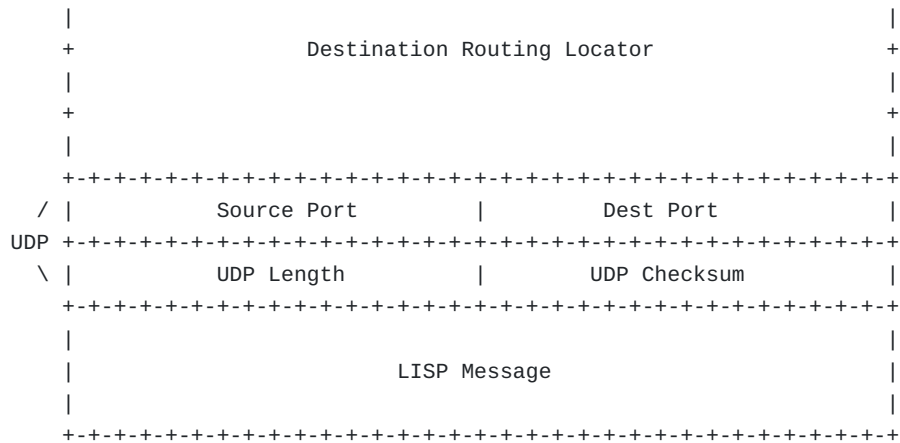 |                                                               |
+                  Destination Routing Locator                  +
|                                                               |
+                                                               +
|                                                               |
+-+-+-+-+-+-+-+-+-+-+-+-+-+-+-+-+-+-+-+-+-+-+-+-+-+-+-+-+-+-+-+-+
/ |           Source Port         |         Dest Port             |
UDP +-+-+-+-+-+-+-+-+-+-+-+-+-+-+-+-+-+-+-+-+-+-+-+-+-+-+-+-+-+-+-+-+
\ |           UDP Length          |        UDP Checksum           |
+-+-+-+-+-+-+-+-+-+-+-+-+-+-+-+-+-+-+-+-+-+-+-+-+-+-+-+-+-+-+-+-+
|                                                               |
|                         LISP Message                          |
|                                                               |
+-+-+-+-+-+-+-+-+-+-+-+-+-+-+-+-+-+-+-+-+-+-+-+-+-+-+-+-+-+-+-+-+